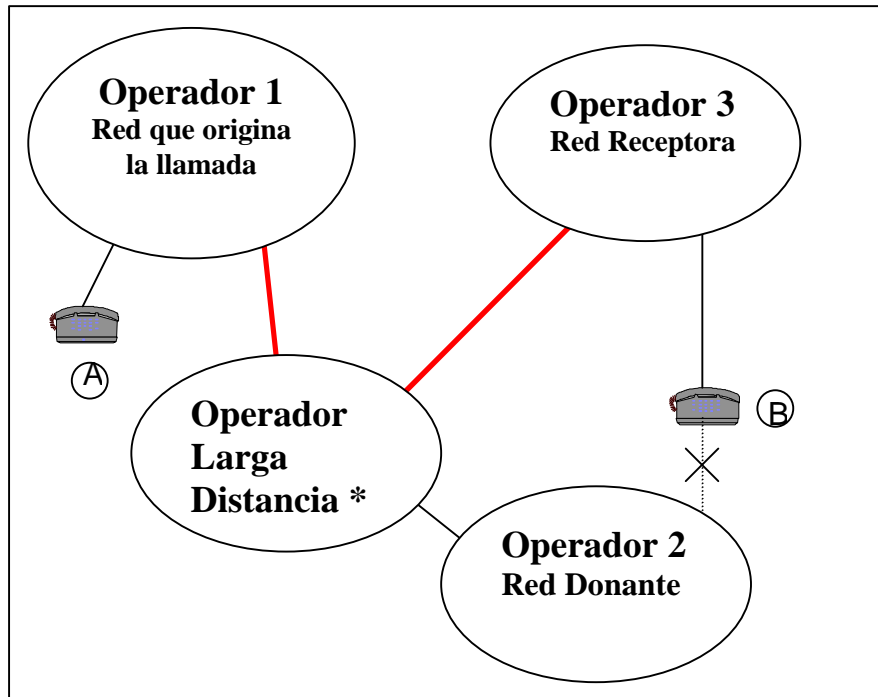 Operador 1
Red que origina
la llamada
Operador 3
Red Receptora
A
Operador
Larga
Distancia *
B
Operador 2
Red Donante